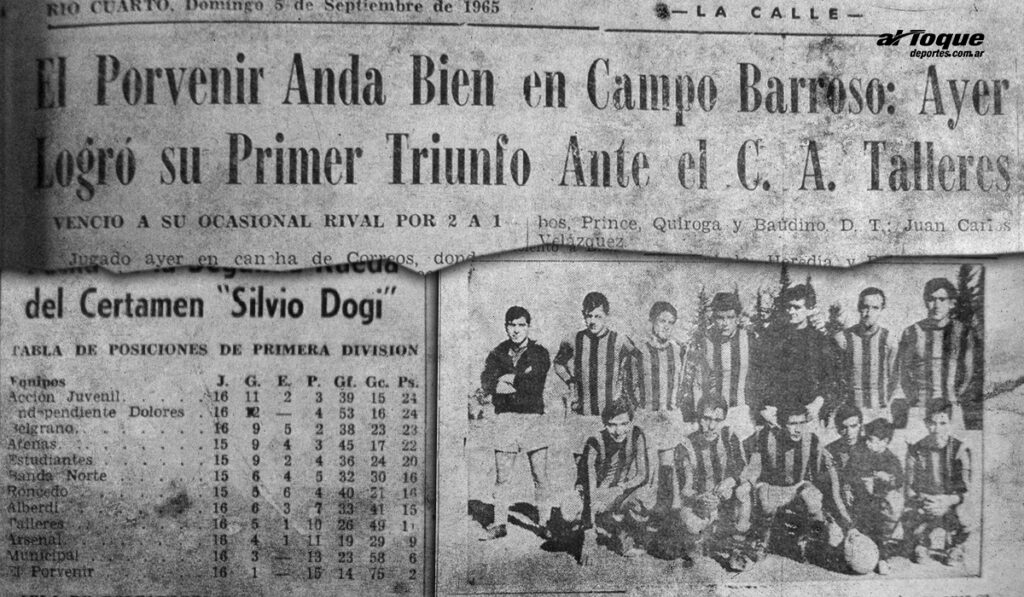 RIO CUARTO, Domingo 5 de Septiembre de 1965
— LA CALLE —
al Toque
deportes.com.ar
El Porvenir Anda Bien en Campo Barroso: Ayer
Logró su Primer Triunfo Ante el C. A. Talleres
VENCIO A SU OCASIONAL RIVAL POR 2 A 1
Jugado ayer en cancha de Correos, dond
bos, Prince, Quiroga y Baudino, D. T.: Juan Carlos
Velázquez.
Heredia y
Rueda
del Certamen "Silvio Dogi"
TABLA DE POSICIONES DE PRIMERA DIVISION
Equipos J. G. E. P. Gf. Gc. Ps.
Acción Juvenil 16 11 2 3 39 15 24
ndependiente Dolores 16 12 — 4 53 16 24
Belgrano 16 9 5 2 38 23 23
Atenas 15 9 4 3 45 17 22
Estudiantes 15 9 2 4 36 24 20
Banda Norte 15 6 4 5 32 30 16
Roncedo 15 5 6 4 40 31 16
Alberdi 16 6 3 7 33 41 15
Talleres 16 5 1 10 26 49 11
Arsenal 16 4 1 11 19 29 9
Municipal 16 3 — 13 23 58 6
El Porvenir 16 1 — 15 14 75 2